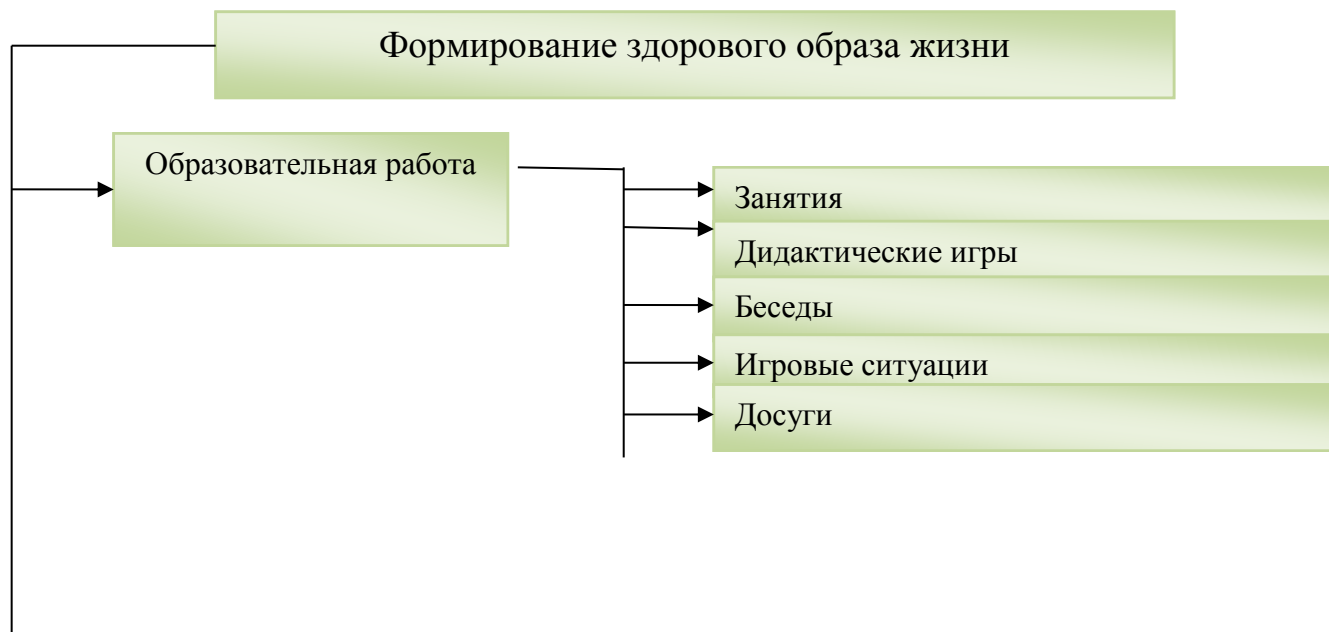 Формирование здорового образа жизни
Образовательная работа
Занятия
Дидактические игры
Беседы
Игровые ситуации
Досуги